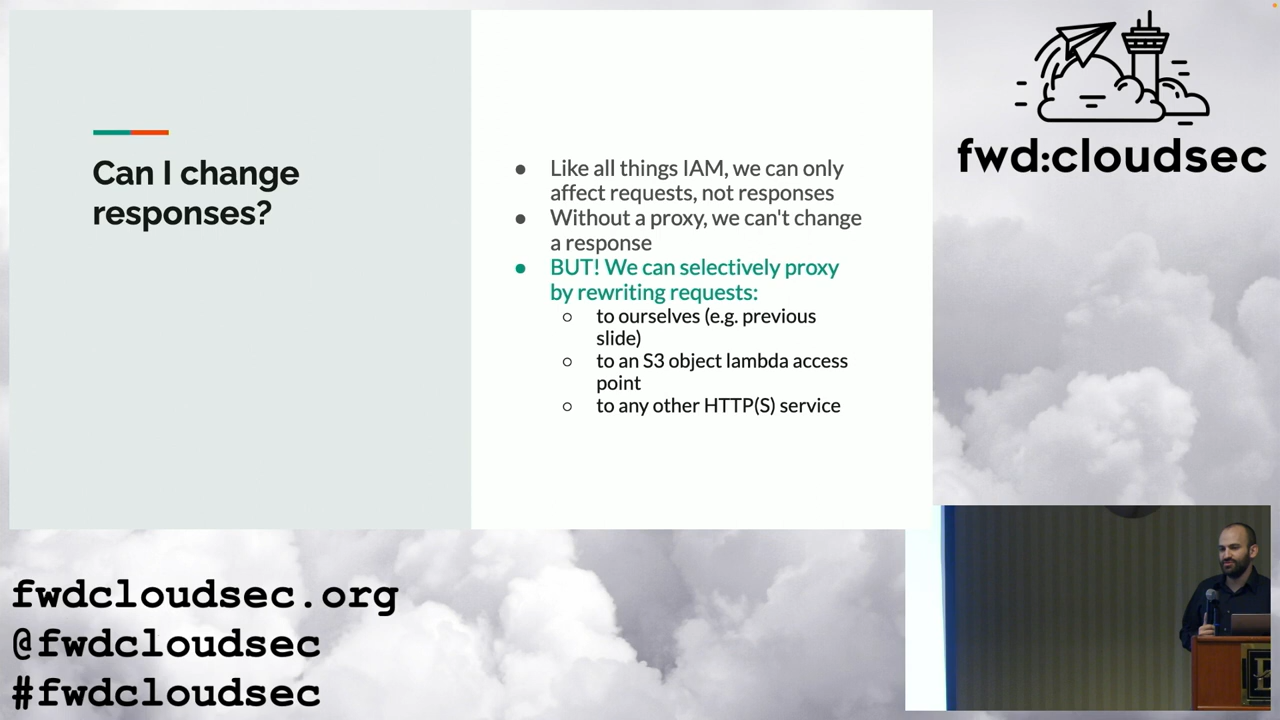 Can I change
responses?
● Like all things IAM, we can only
affect requests, not responses
● Without a proxy, we can't change
a response
● BUT! We can selectively proxy
by rewriting requests:
○ to ourselves (e.g. previous
slide)
○ to an S3 object lambda access
point
○ to any other HTTP(S) service
fwd:cloudsec
fwdcloudsec.org
@fwdcloudsec
#fwdcloudsec